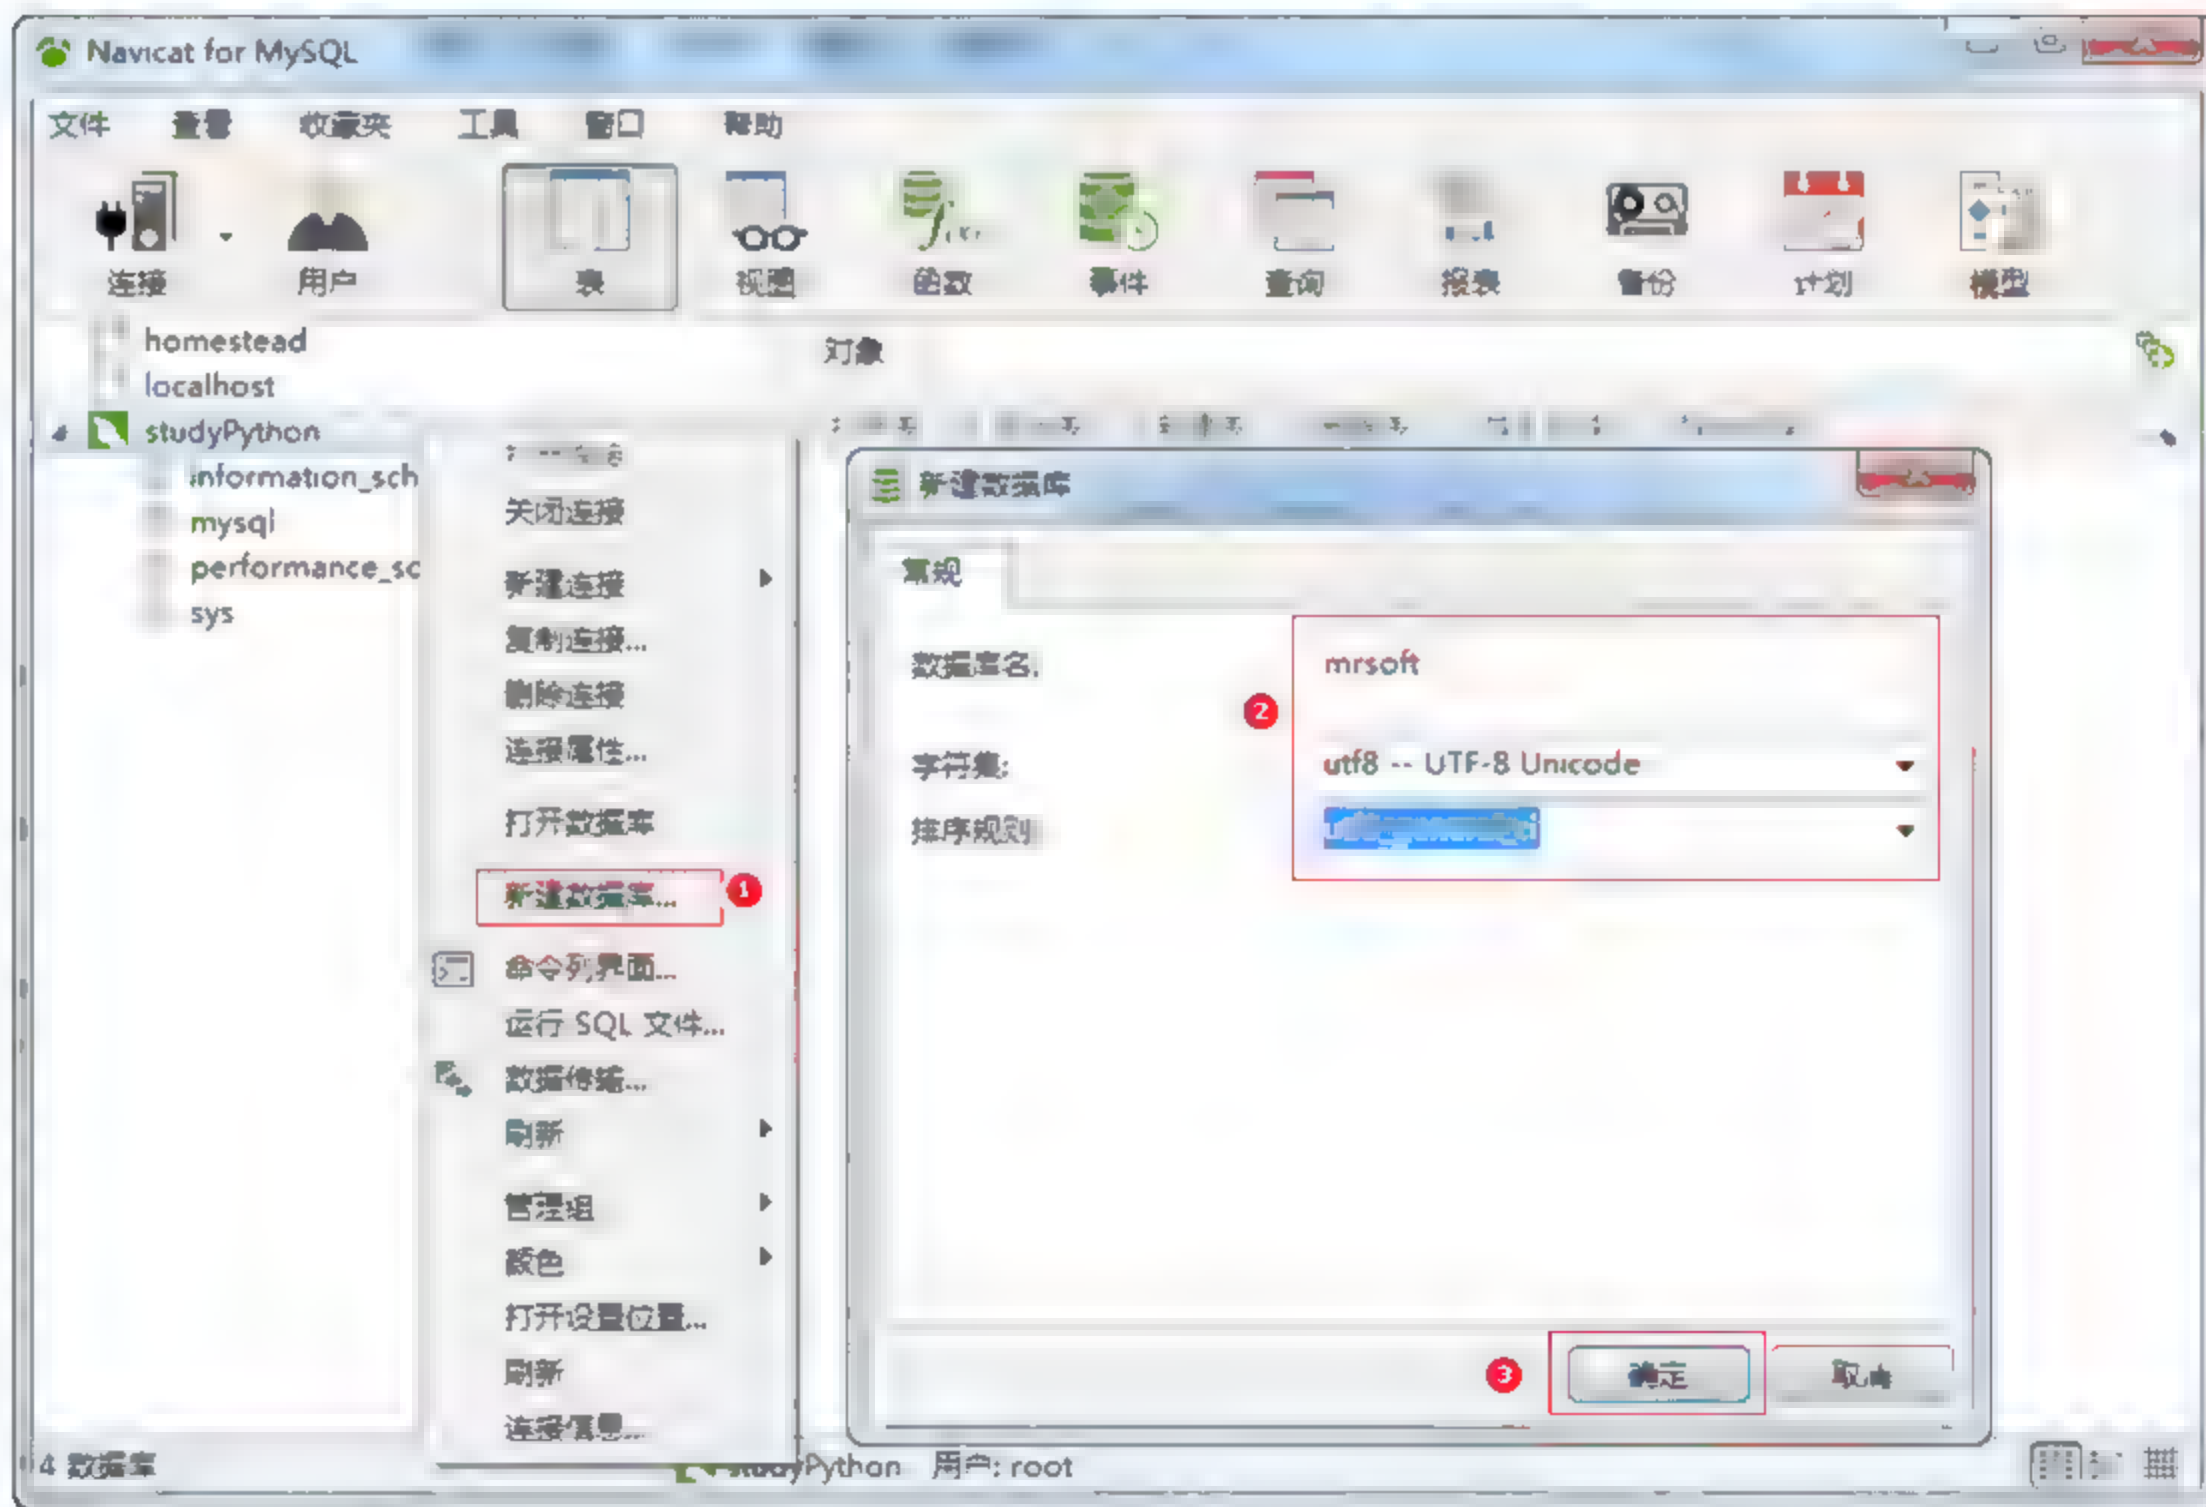 Navicat for MySQL
文件 查看 收藏夹 工具 窗口 帮助
连接 用户 表 视图 函数 事件 查询 报表 备份 计划 模型
homestead
localhost
studyPython
information_sch
mysql
performance_sc
sys
对象
关闭连接
新建连接
复制连接...
删除连接
连接属性...
打开数据库
新建数据库... 1
命令列界面...
运行 SQL 文件...
数据传输...
刷新
管理组
颜色
打开设置位置...
刷新
连接信息...
新建数据库
常规
数据库名:
mrsoft
2
字符集:
utf8 -- UTF-8 Unicode
排序规则
3 确定 取消
4 数据库
studyPython 用户: root